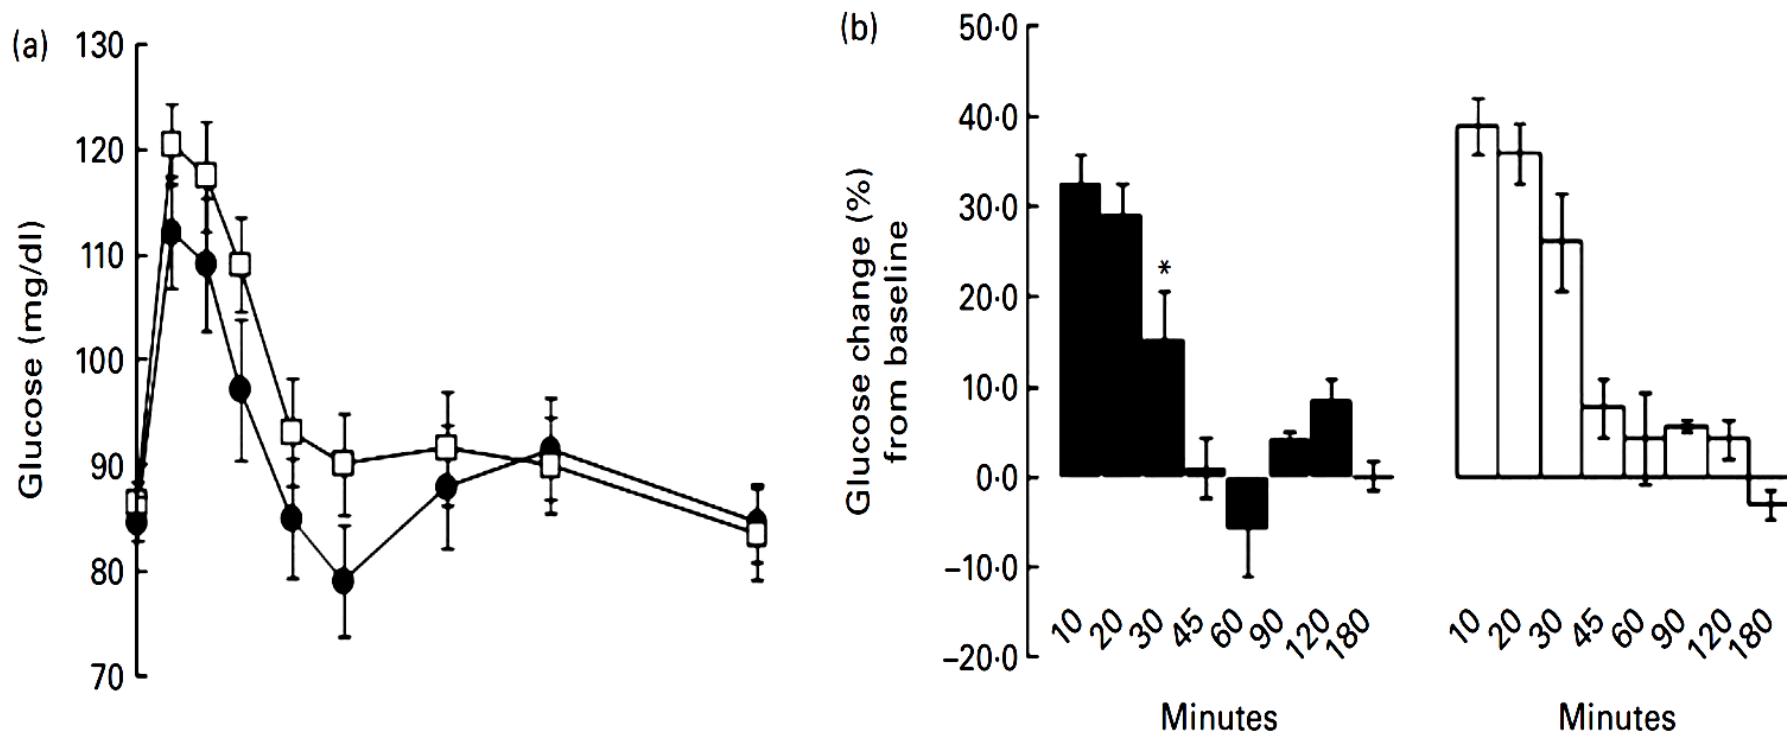 (a)
130
120
110
100
90
80
70
Glucose (mg/dl)
(b)
50·0
40·0
30·0
20·0
10·0
0·0
–10·0
–20·0
Glucose change (%)
from baseline
*
10 20 30 45 60 90 120 180
Minutes
10 20 30 45 60 90 120 180
Minutes